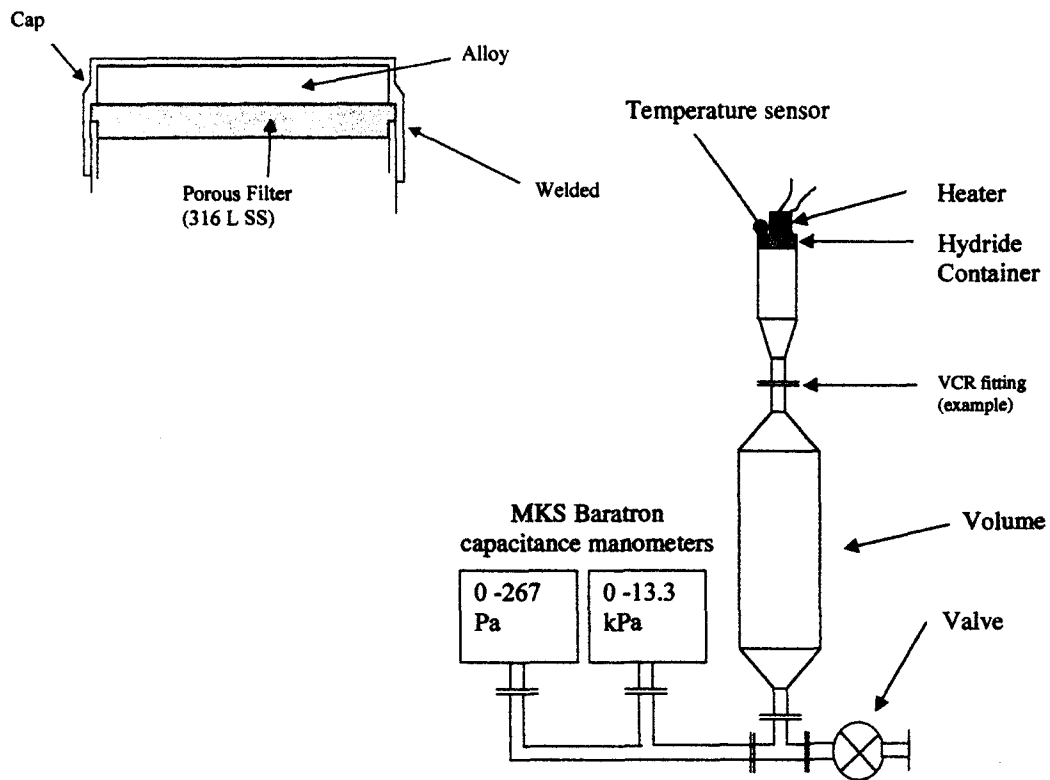 Cap
Alloy
Porous Filter
(316 L SS)
Welded
Temperature sensor
Heater
Hydride
Container
VCR fitting
(example)
MKS Baratron
capacitance manometers
0 -267
Pa
0 -13.3
kPa
Volume
Valve